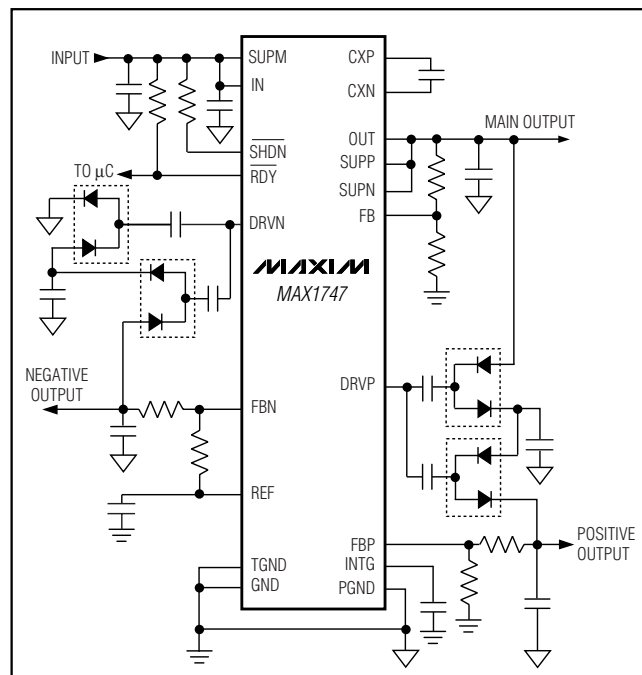 INPUT
TO μC
NEGATIVE
OUTPUT
SUPM
IN
SHDN
RDY
DRVN
FBN
REF
TGND
GND
MAXIM
MAX1747
CXP
CXN
OUT
SUPP
SUPN
FB
DRVP
FBP
INTG
PGND
MAIN OUTPUT
POSITIVE
OUTPUT